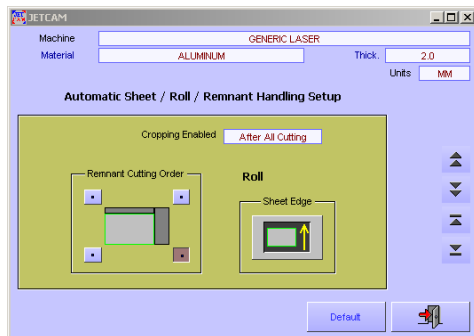 JETCAM
Machine GENERIC LASER
Material ALUMINUM Thick. 2.0
Units MM
Automatic Sheet / Roll / Remnant Handling Setup
Cropping Enabled After All Cutting
Remnant Cutting Order Roll
Sheet Edge
Default